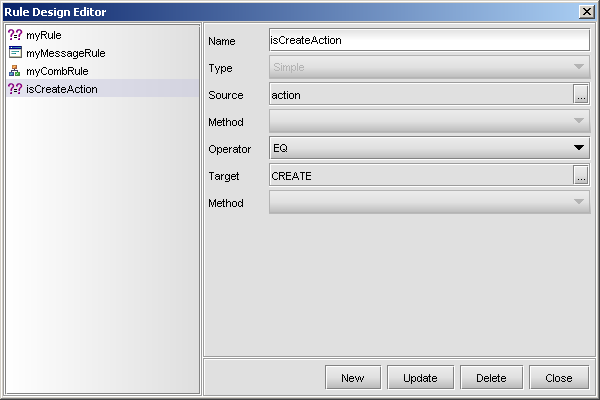 Rule Design Editor
?? myRule
myMessageRule
myCombRule
?? isCreateAction
Name isCreateAction
Type Simple
Source action ...
Method
Operator EQ
Target CREATE ...
Method
New Update Delete Close